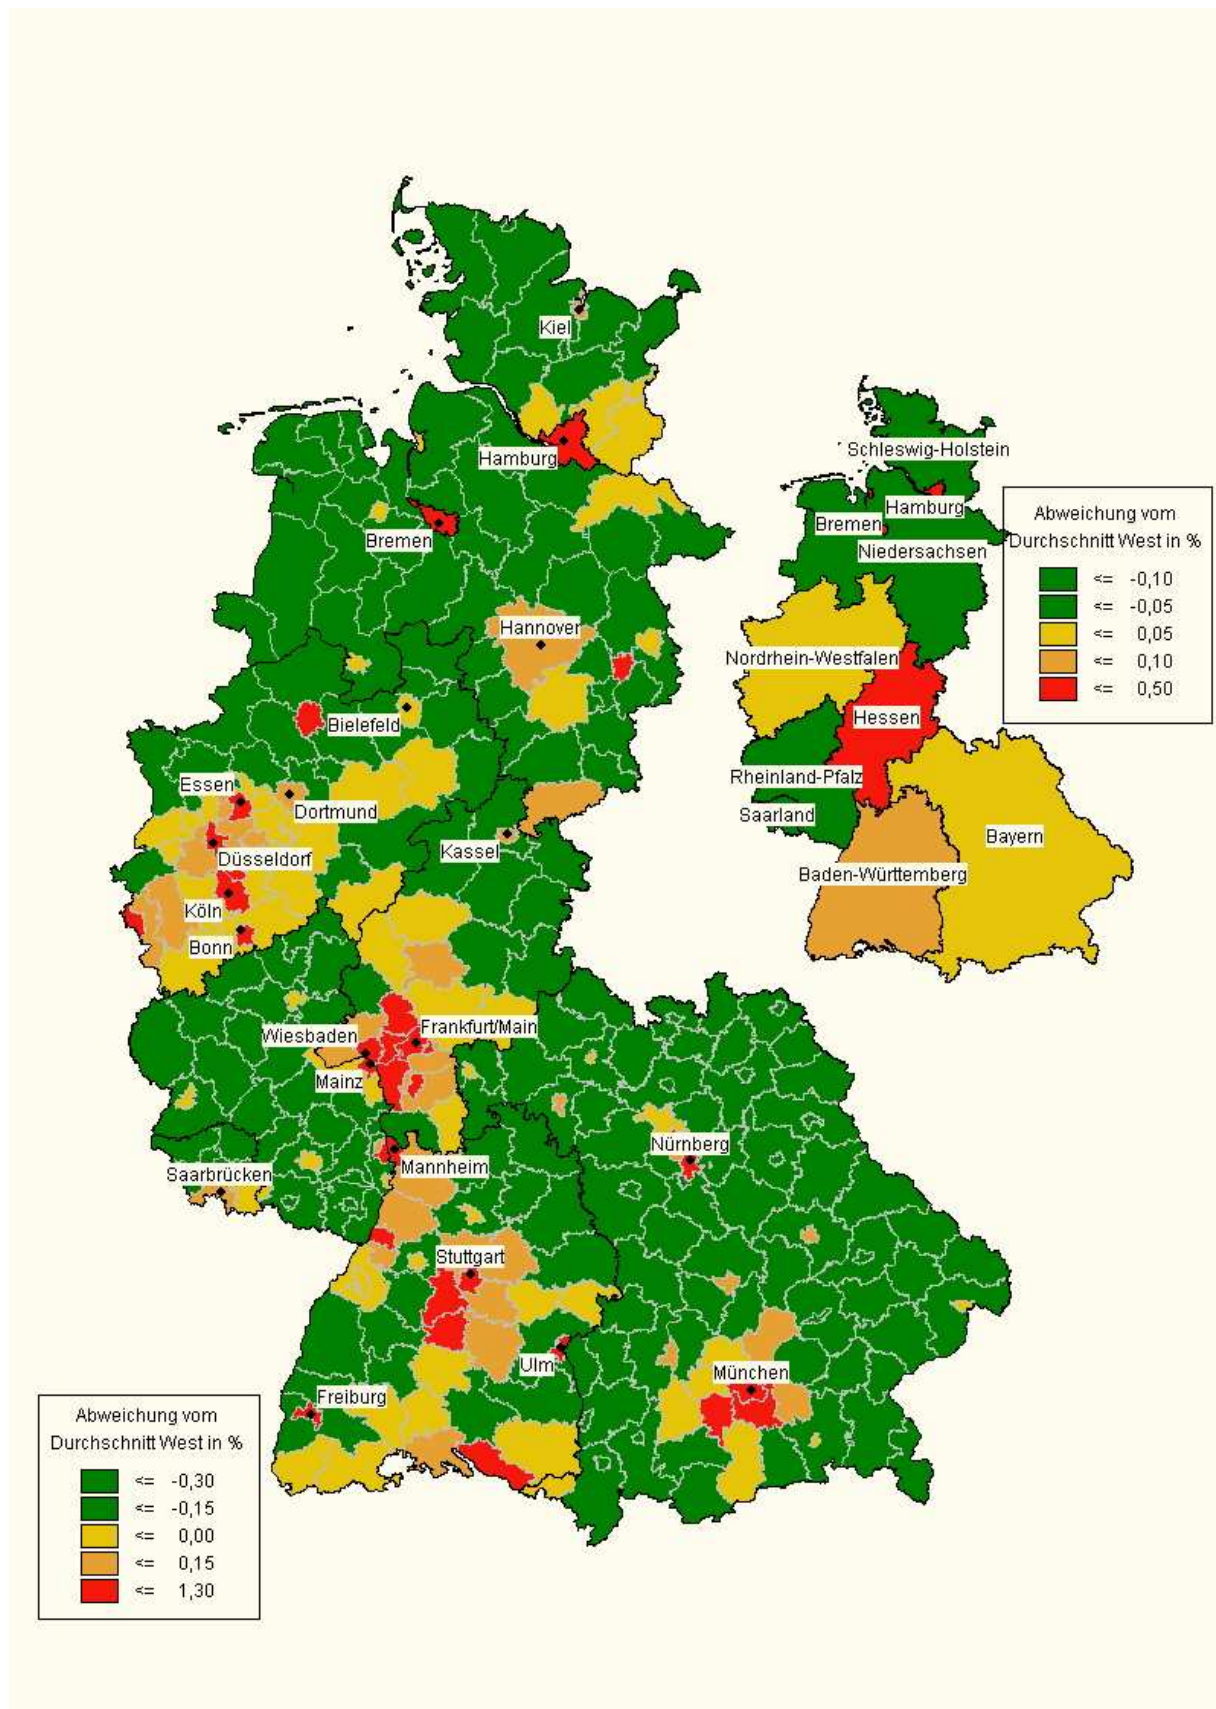 Kiel
Hamburg
Bremen
Hannover
Bielefeld
Essen
Dortmund
Düsseldorf
Kassel
Köln
Bonn
Wiesbaden
Frankfurt/Main
Mainz
Saarbrücken
Mannheim
Nürnberg
Stuttgart
Ulm
München
Freiburg
Schleswig-Holstein
Hamburg
Bremen
Niedersachsen
Nordrhein-Westfalen
Hessen
Rheinland-Pfalz
Saarland
Bayern
Baden-Württemberg
Abweichung vom
Durchschnitt West in %
<= -0,10
<= -0,05
<= 0,05
<= 0,10
<= 0,50
Abweichung vom
Durchschnitt West in %
<= -0,30
<= -0,15
<= 0,00
<= 0,15
<= 1,30